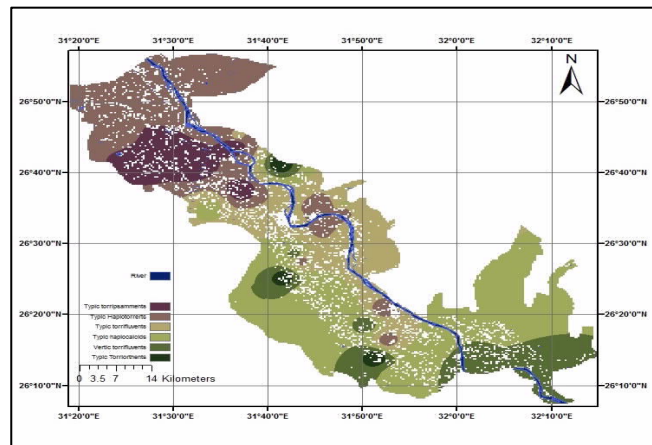 31°20'0"E 31°30'0"E 31°40'0"E 31°50'0"E 32°0'0"E 32°10'0"E
N
26°50'0"N 26°50'0"N
26°40'0"N 26°40'0"N
26°30'0"N 26°30'0"N
26°20'0"N 26°20'0"N
26°10'0"N 26°10'0"N
River
Typic torripsamments
Typic Haplotorrerts
Typic torrifluvents
Typic haplocalcids
Vertic torrifluvents
Typic Torriorthents
0 3.5 7 14 Kilometers
31°20'0"E 31°30'0"E 31°40'0"E 31°50'0"E 32°0'0"E 32°10'0"E